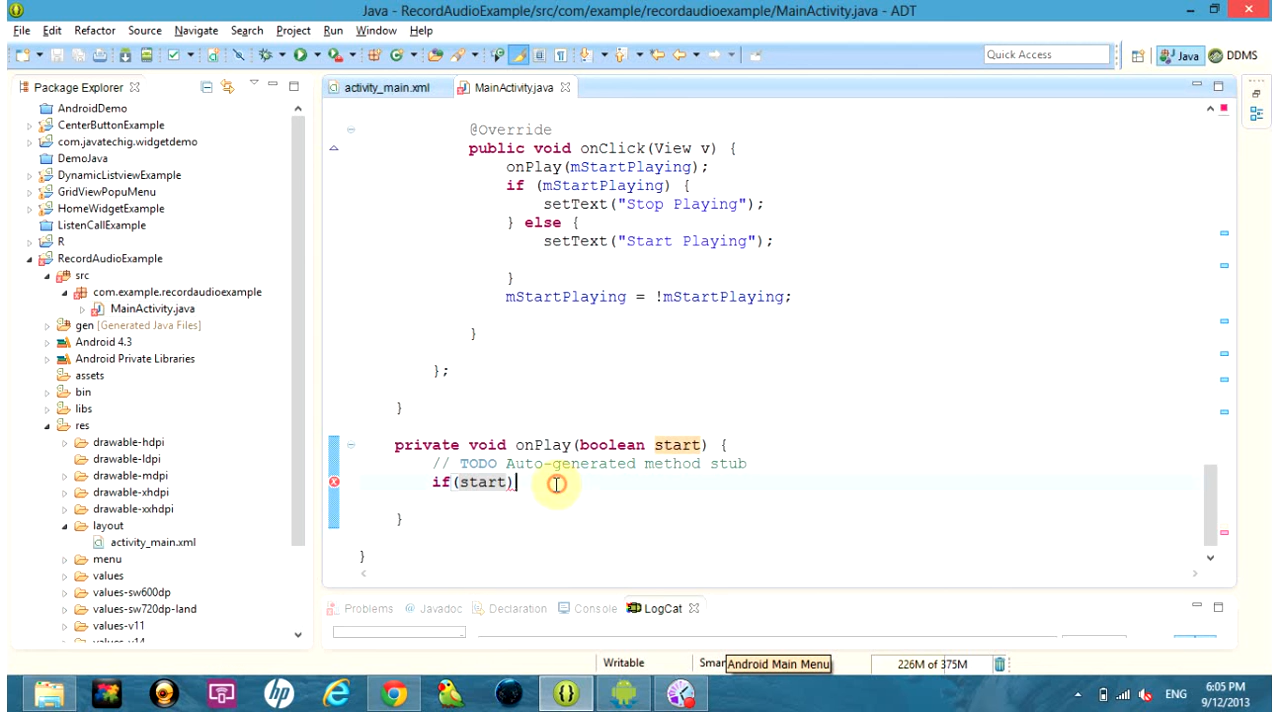 Java - RecordAudioExample/src/com/example/recordaudioexample/MainActivity.java - ADT
File Edit Refactor Source Navigate Search Project Run Window Help
Quick Access
Java
DDMS
Package Explorer
activity_main.xml
MainActivity.java
AndroidDemo
CenterButtonExample
com.javatechig.widgetdemo
DemoJava
DynamicListviewExample
GridViewPopuMenu
HomeWidgetExample
ListenCallExample
R
RecordAudioExample
src
com.example.recordaudioexample
MainActivity.java
gen [Generated Java Files]
Android 4.3
Android Private Libraries
assets
bin
libs
res
drawable-hdpi
drawable-ldpi
drawable-mdpi
drawable-xhdpi
drawable-xxhdpi
layout
activity_main.xml
menu
values
values-sw600dp
values-sw720dp-land
values-v11
values-v14
@Override
public void onClick(View v) {
onPlay(mStartPlaying);
if (mStartPlaying) {
setText("Stop Playing");
} else {
setText("Start Playing");
}
mStartPlaying = !mStartPlaying;
}
};
}
private void onPlay(boolean start) {
// TODO Auto-generated method stub
if(start)
}
}
Problems @ Javadoc Declaration Console LogCat
Writable
Smar
Android Main Menu
226M of 375M
hp
ENG
6:05 PM
9/12/2013